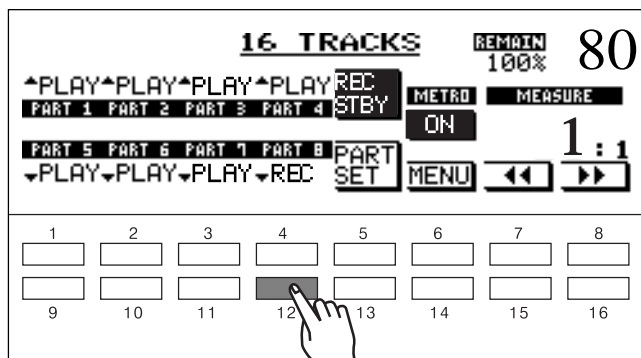 16 TRACKS
REMAIN
100%
80
PLAY PLAY PLAY PLAY
PART 1 PART 2 PART 3 PART 4
REC
STBY
METRO
ON
MEASURE
1 : 1
PART 5 PART 6 PART 7 PART 8
PLAY PLAY PLAY REC
PART
SET
MENU
1 2 3 4 5 6 7 8
9 10 11 12 13 14 15 16